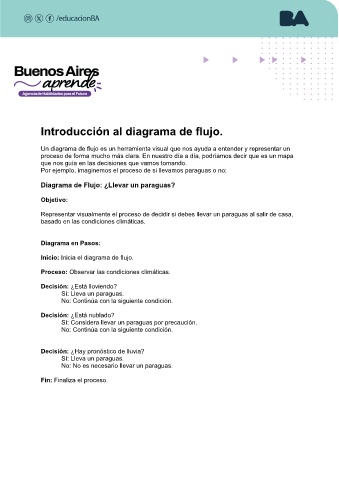 /educacionBA
BA
Buenos Aires
aprende
Agencia de Habilidades para el Futuro
Introducción al diagrama de flujo.
Un diagrama de flujo es un herramienta visual que nos ayuda a entender y representar un
proceso de forma mucho más clara. En nuestro día a día, podríamos decir que es un mapa
que nos guía en las decisiones que vamos tomando.
Por ejemplo, imaginemos el proceso de si llevamos paraguas o no:
Diagrama de Flujo: ¿Llevar un paraguas?
Objetivo:
Representar visualmente el proceso de decidir si debes llevar un paraguas al salir de casa,
basado en las condiciones climáticas.
Diagrama en Pasos:
Inicio: Inicia el diagrama de flujo.
Proceso: Observar las condiciones climáticas.
Decisión: ¿Está lloviendo?
Sí: Lleva un paraguas.
No: Continúa con la siguiente condición.
Decisión: ¿Está nublado?
Sí: Considera llevar un paraguas por precaución.
No: Continúa con la siguiente condición.
Decisión: ¿Hay pronóstico de lluvia?
Sí: Lleva un paraguas.
No: No es necesario llevar un paraguas.
Fin: Finaliza el proceso.